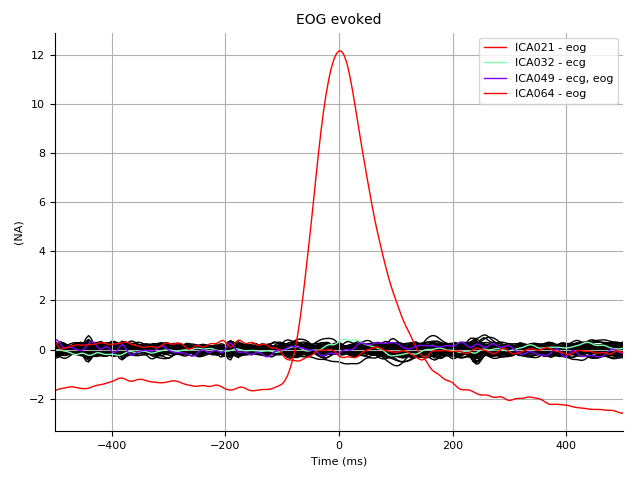 EOG evoked
ICA021 - eog
ICA032 - ecg
ICA049 - ecg, eog
ICA064 - eog
12
10
8
6
4
2
0
−2
(NA)
−400
−200
0
200
400
Time (ms)